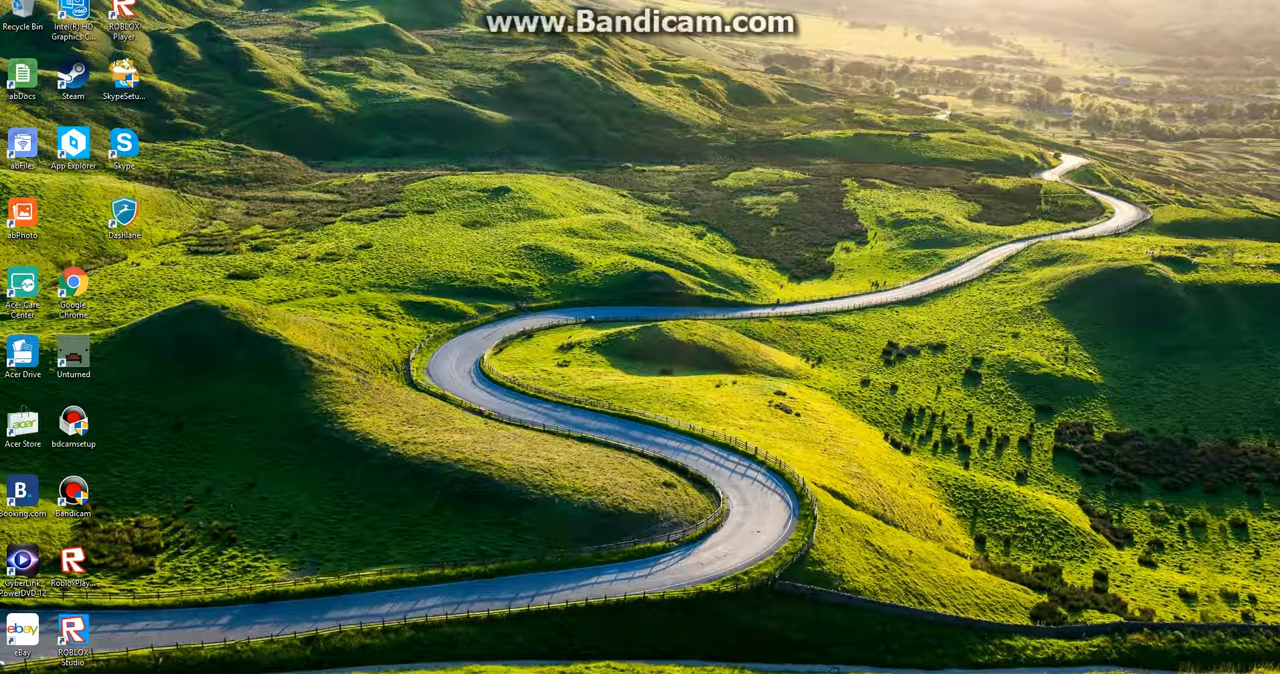 www.Bandicam.com
Recycle Bin
Intel(R) HD
Graphics C...
ROBLOX
Player
abDocs
Steam
SkypeSetu...
abFiles
App Explorer
Skype
abPhoto
Dashlane
Acer Care
Center
Google
Chrome
Acer Drive
Unturned
acer
Acer Store
bdcamsetup
B.
Booking.com
Bandicam
CyberLink
PowerDVD 12
RobloxPlay...
ebay
eBay
ROBLOX
Studio